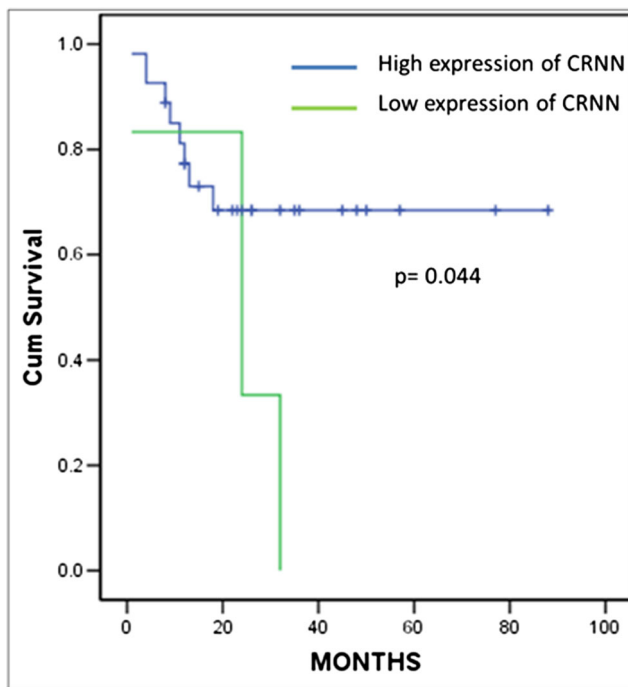 High expression of CRNN
Low expression of CRNN
1.0
0.8
0.6
0.4
0.2
0.0
Cum Survival
p= 0.044
0 20 40 60 80 100
MONTHS